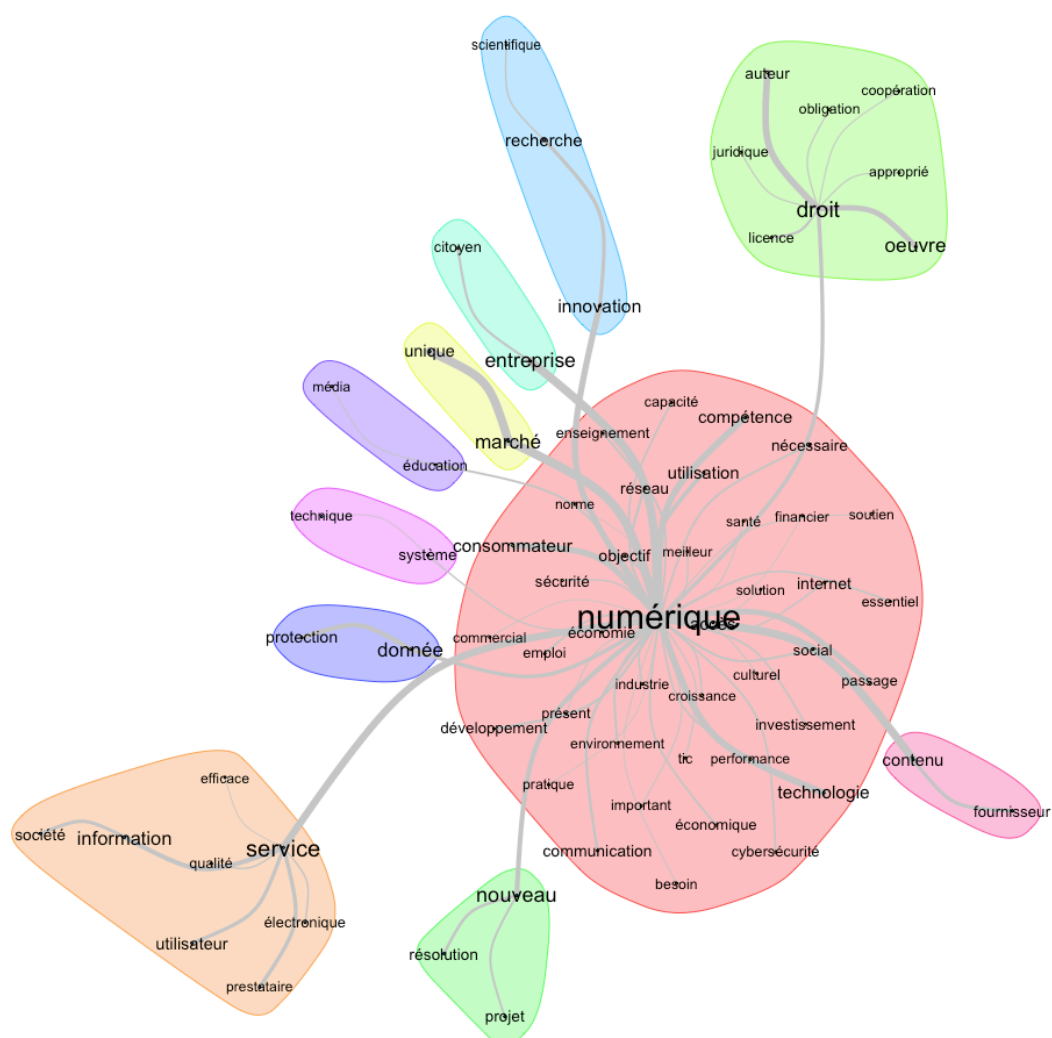 scientifique
auteur
coopération
obligation
recherche
juridique
approprié
droit
licence
oeuvre
citoyen
innovation
unique
entreprise
média
capacité
compétence
enseignement
marché
nécessaire
éducation
utilisation
réseau
norme
technique
santé
financier
soutien
système
consommateur
objectif
meilleur
sécurité
solution
internet
essentiel
numérique
accès
protection
donnée
commercial
économie
emploi
social
culturel
passage
industrie
croissance
présent
développement
investissement
environnement
tic
performance
contenu
efficace
pratique
technologie
fournisseur
important
société
information
économique
service
qualité
communication
cybersécurité
besoin
nouveau
électronique
utilisateur
résolution
prestataire
projet